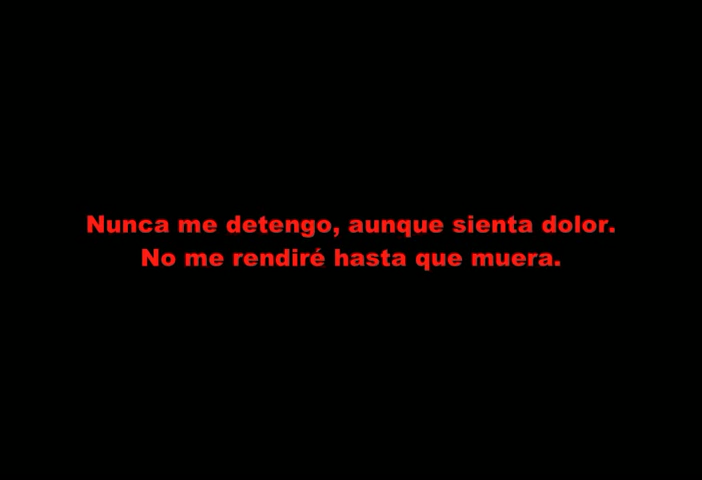 Nunca me detengo, aunque sienta dolor.
No me rendiré hasta que muera.